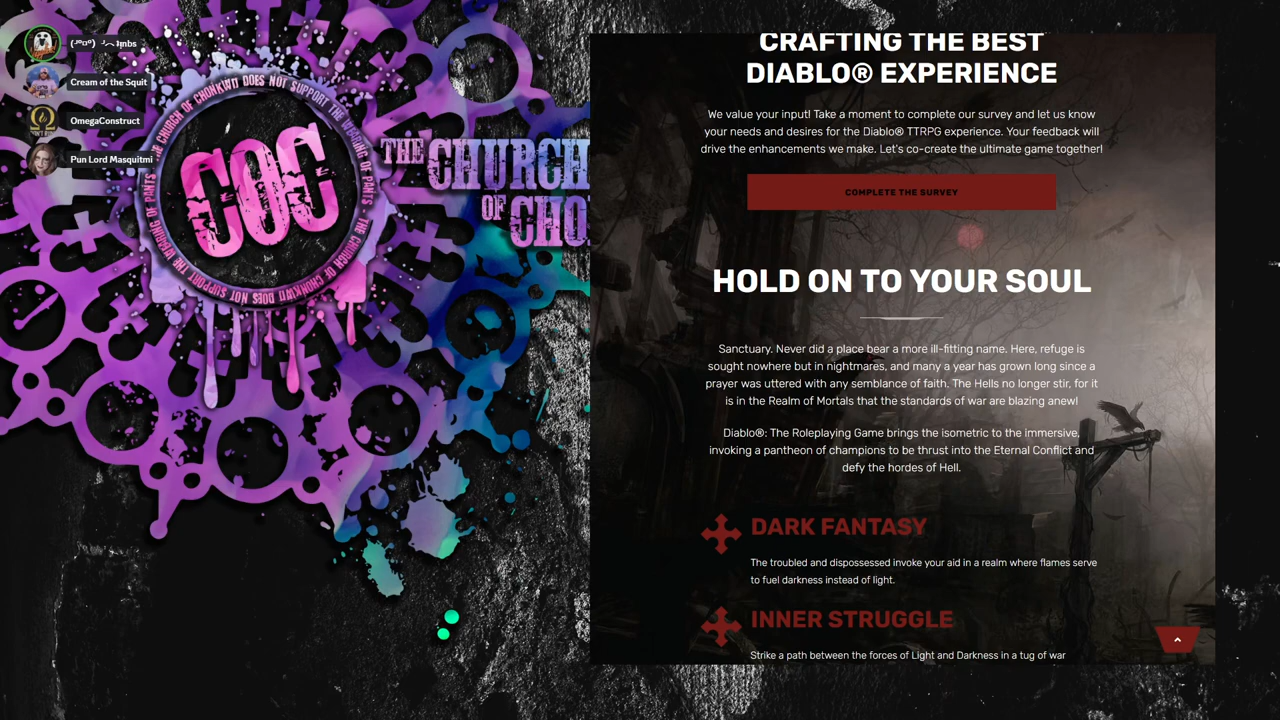 (╯°□°)╯︵ ʇınbs
Cream of the Squit
OmegaConstruct
Pun Lord Masquitmi
THE CHURCH OF CHONKWTI DOES NOT SUPPORT THE WEARING OF PANTS
COC
THE CHURCH
OF CHO
CRAFTING THE BEST
DIABLO® EXPERIENCE
We value your input! Take a moment to complete our survey and let us know
your needs and desires for the Diablo® TTRPG experience. Your feedback will
drive the enhancements we make. Let's co-create the ultimate game together!
COMPLETE THE SURVEY
HOLD ON TO YOUR SOUL
Sanctuary. Never did a place bear a more ill-fitting name. Here, refuge is
sought nowhere but in nightmares, and many a year has grown long since a
prayer was uttered with any semblance of faith. The Hells no longer stir, for it
is in the Realm of Mortals that the standards of war are blazing anew!
Diablo®: The Roleplaying Game brings the isometric to the immersive,
invoking a pantheon of champions to be thrust into the Eternal Conflict and
defy the hordes of Hell.
DARK FANTASY
The troubled and dispossessed invoke your aid in a realm where flames serve
to fuel darkness instead of light.
INNER STRUGGLE
Strike a path between the forces of Light and Darkness in a tug of war